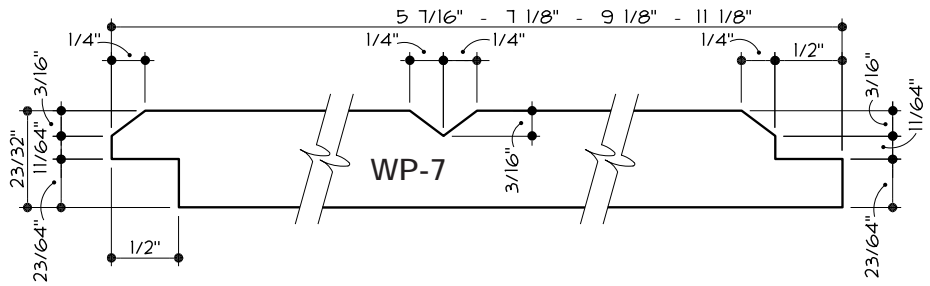 5 7/16" - 7 1/8" - 9 1/8" - 11 1/8"
1/4" 1/4" 1/4" 1/4" 1/2"
3/16" 3/16"
11/64" 11/64"
23/32"
3/16"
WP-7
23/64" 23/64"
1/2"